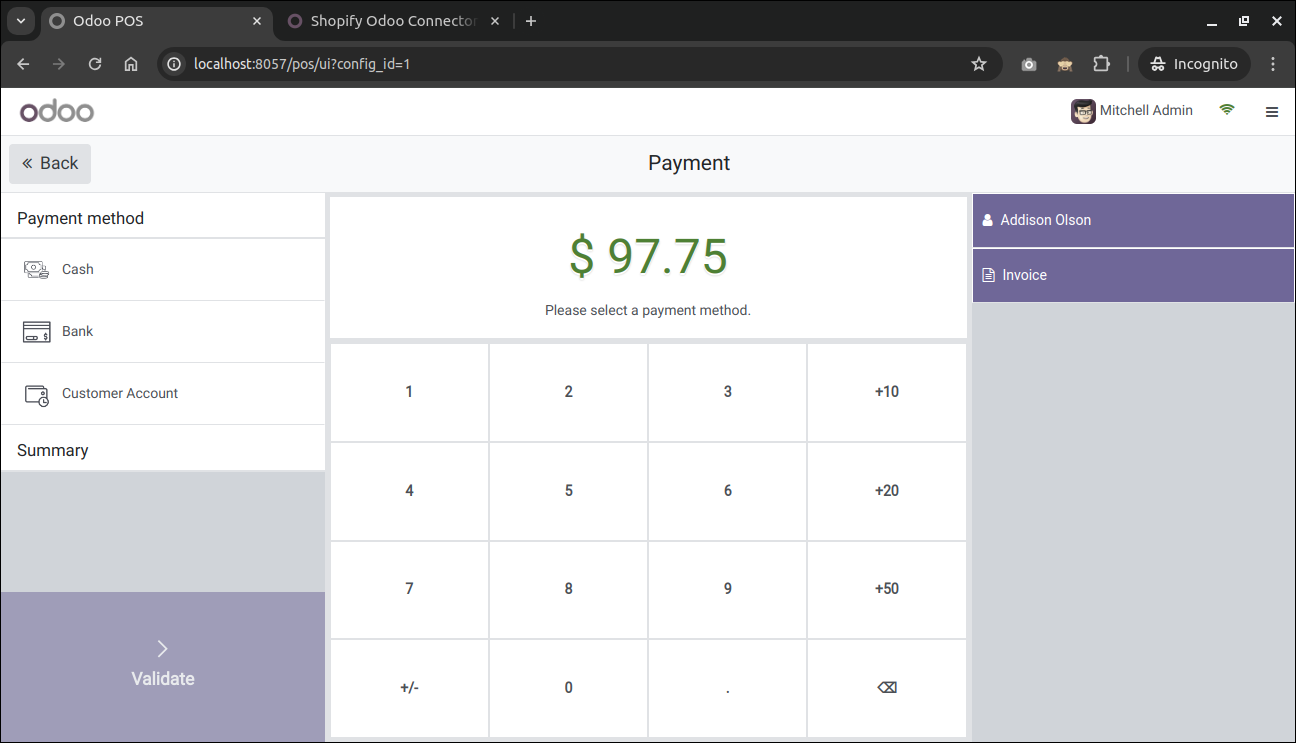 Odoo POS
Shopify Odoo Connector
localhost:8057/pos/ui?config_id=1
Incognito
odoo
Mitchell Admin
« Back
Payment
Payment method
Cash
Bank
Customer Account
Summary
Validate
$ 97.75
Please select a payment method.
1 2 3 +10
4 5 6 +20
7 8 9 +50
+/- 0 . ⌫
Addison Olson
Invoice